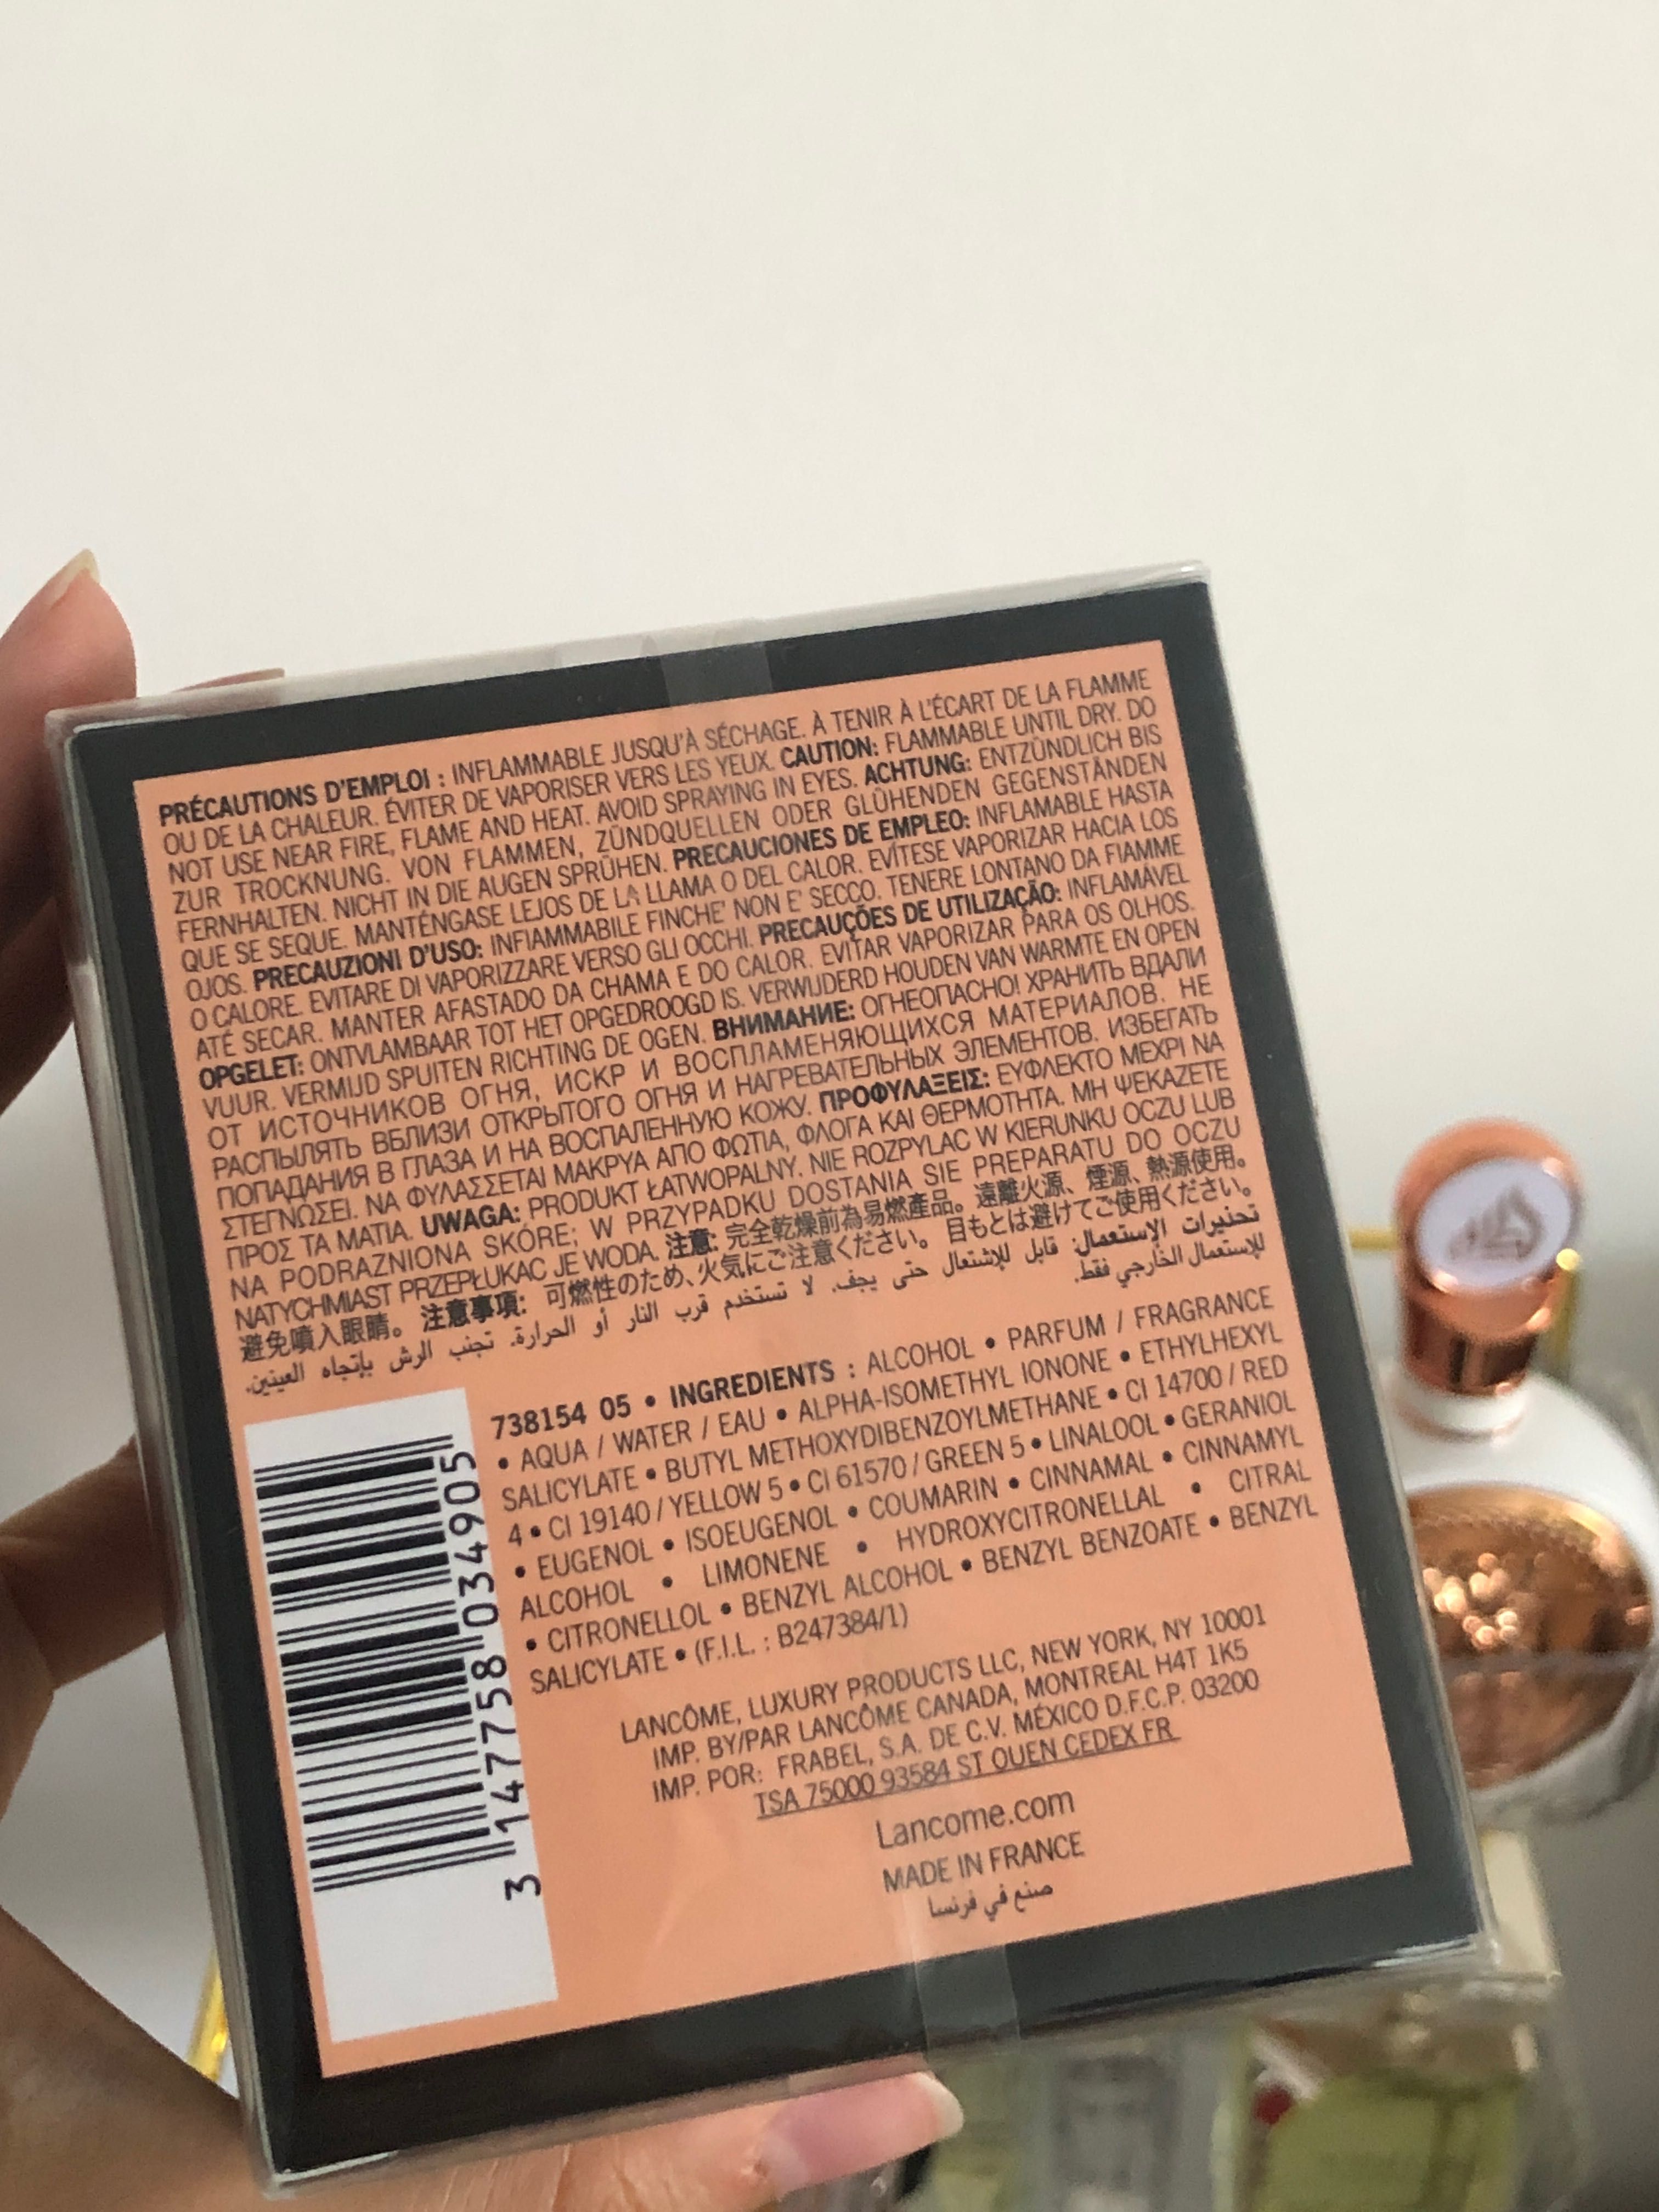 PRÉCAUTIONS D'EMPLOI : INFLAMMABLE JUSQU'À SÉCHAGE. À TENIR À L'ÉCART DE LA FLAMME
OU DE LA CHALEUR. ÉVITER DE VAPORISER VERS LES YEUX. CAUTION: FLAMMABLE UNTIL DRY. DO
NOT USE NEAR FIRE, FLAME AND HEAT. AVOID SPRAYING IN EYES. ACHTUNG: ENTZÜNDLICH BIS
ZUR TROCKNUNG. VON FLAMMEN, ZÜNDQUELLEN ODER GLÜHENDEN GEGENSTÄNDEN
FERNHALTEN. NICHT IN DIE AUGEN SPRÜHEN. PRECAUCIONES DE EMPLEO: INFLAMABLE HASTA
QUE SE SEQUE. MANTÉNGASE LEJOS DE LA LLAMA O DEL CALOR. EVÍTESE VAPORIZAR HACIA LOS
OJOS. PRECAUZIONI D'USO: INFIAMMABILE FINCHE' NON E' SECCO. TENERE LONTANO DA FIAMME
O CALORE. EVITARE DI VAPORIZZARE VERSO GLI OCCHI. PRECAUÇÕES DE UTILIZAÇÃO: INFLAMÁVEL
ATÉ SECAR. MANTER AFASTADO DA CHAMA E DO CALOR. EVITAR VAPORIZAR PARA OS OLHOS.
OPGELET: ONTVLAMBAAR TOT HET OPGEDROOGD IS. VERWIJDERD HOUDEN VAN WARMTE EN OPEN
VUUR. VERMIJD SPUITEN RICHTING DE OGEN. ВНИМАНИЕ: ОГНЕОПАСНО! ХРАНИТЬ ВДАЛИ
ОТ ИСТОЧНИКОВ ОГНЯ, ИСКР И ВОСПЛАМЕНЯЮЩИХСЯ МАТЕРИАЛОВ. НЕ
РАСПЫЛЯТЬ ВБЛИЗИ ОТКРЫТОГО ОГНЯ И НАГРЕВАТЕЛЬНЫХ ЭЛЕМЕНТОВ. ИЗБЕГАТЬ
ПОПАДАНИЯ В ГЛАЗА И НА ВОСПАЛЕННУЮ КОЖУ. ΠΡΟΦΥΛΑΞΕΙΣ: ΕΥΦΛΕΚΤΟ ΜΕΧΡΙ ΝΑ
ΣΤΕΓΝΩΣΕΙ. ΝΑ ΦΥΛΑΣΣΕΤΑΙ ΜΑΚΡΥΑ ΑΠΟ ΦΩΤΙΑ, ΦΛΟΓΑ ΚΑΙ ΘΕΡΜΟΤΗΤΑ. ΜΗ ΨΕΚΑΖΕΤΕ
ΠΡΟΣ ΤΑ ΜΑΤΙΑ. UWAGA: PRODUKT ŁATWOPALNY. NIE ROZPYLAC W KIERUNKU OCZU LUB
NA PODRAZNIONA SKÓRE; W PRZYPADKU DOSTANIA SIE PREPARATU DO OCZU
NATYCHMIAST PRZEPŁUKAC JE WODA. 注意: 完全乾燥前為易燃產品。遠離火源、煙源、熱源使用。
避免噴入眼睛。 注意事項: 可燃性のため、火気にご注意ください。 目もとは避けてご使用ください。
تحذيرات الإستعمال: قابل للإشتعال حتى يجف. لا تستخدم قرب النار أو الحرارة. تجنب الرش بإتجاه العينين.
للإستعمال الخارجي فقط.
738154 05 • INGREDIENTS : ALCOHOL • PARFUM / FRAGRANCE
• AQUA / WATER / EAU • ALPHA-ISOMETHYL IONONE • ETHYLHEXYL
SALICYLATE • BUTYL METHOXYDIBENZOYLMETHANE • CI 14700 / RED
4 • CI 19140 / YELLOW 5 • CI 61570 / GREEN 5 • LINALOOL • GERANIOL
• EUGENOL • ISOEUGENOL • COUMARIN • CINNAMAL • CINNAMYL
ALCOHOL • LIMONENE • HYDROXYCITRONELLAL • CITRAL
• CITRONELLOL • BENZYL ALCOHOL • BENZYL BENZOATE • BENZYL
SALICYLATE • (F.I.L. : B247384/1)
3 147758 034905
LANCÔME, LUXURY PRODUCTS LLC, NEW YORK, NY 10001
IMP. BY/PAR LANCÔME CANADA, MONTREAL H4T 1K5
IMP. POR: FRABEL, S.A. DE C.V. MÉXICO D.F.C.P. 03200
TSA 75000 93584 ST OUEN CEDEX FR
Lancome.com
MADE IN FRANCE
صنع في فرنسا